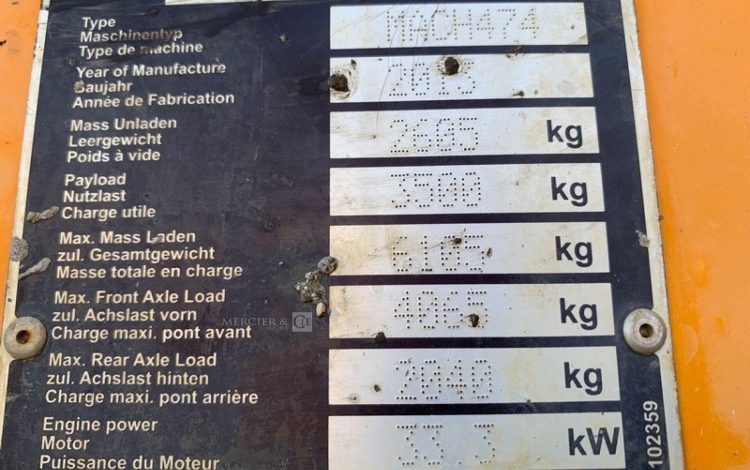 Type MACH474
Maschinentyp
Type de machine
Year of Manufacture 2015
Baujahr
Année de Fabrication
Mass Unladen 2605 kg
Leergewicht
Poids à vide
Payload 3500 kg
Nutzlast
Charge utile
Max. Mass Laden 6105 kg
zul. Gesamtgewicht
Masse totale en charge
Max. Front Axle Load 4065 kg
zul. Achslast vorn
Charge maxi. pont avant
MERCIER & CIE
Max. Rear Axle Load 2040 kg
zul. Achslast hinten
Charge maxi. pont arrière
Engine power 33 3 kW
Motor
Puissance du Moteur
102359